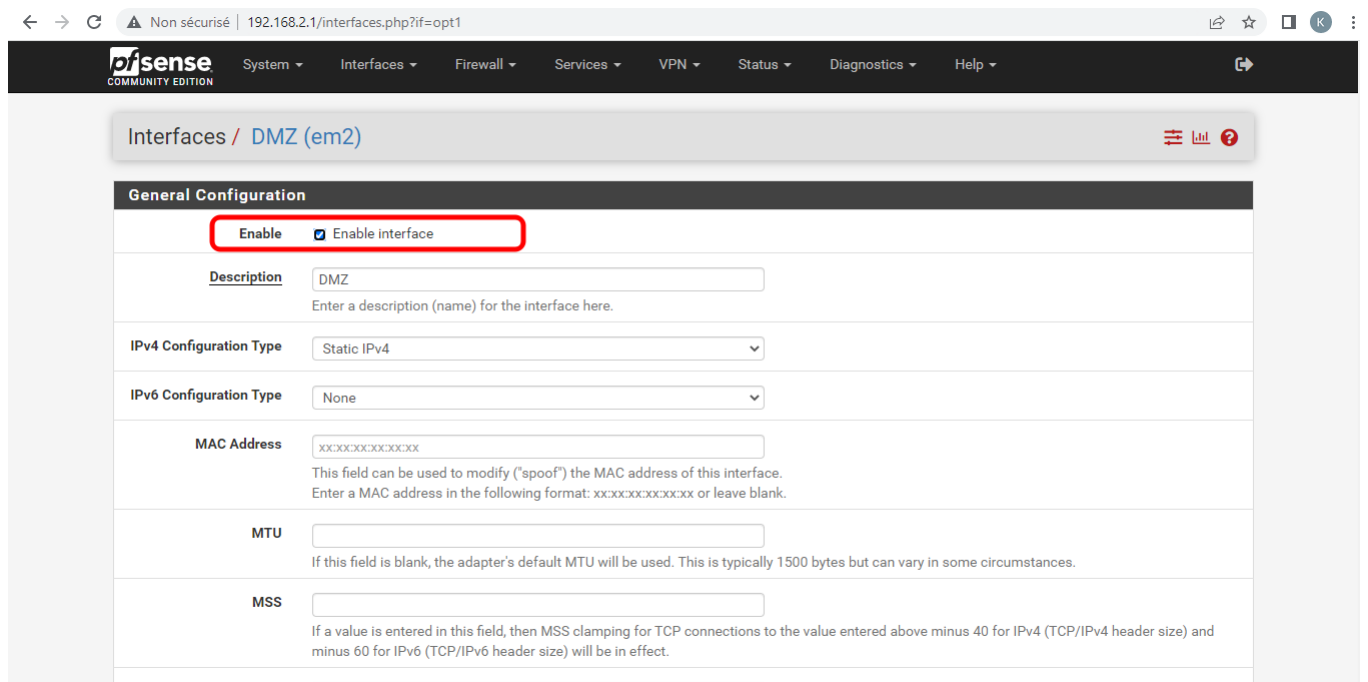 Non sécurisé | 192.168.2.1/interfaces.php?if=opt1
K
pfsense
COMMUNITY EDITION
System Interfaces Firewall Services VPN Status Diagnostics Help
Interfaces / DMZ (em2)
General Configuration
Enable Enable interface
Description DMZ
Enter a description (name) for the interface here.
IPv4 Configuration Type Static IPv4
IPv6 Configuration Type None
MAC Address xx:xx:xx:xx:xx:xx
This field can be used to modify ("spoof") the MAC address of this interface.
Enter a MAC address in the following format: xx:xx:xx:xx:xx:xx or leave blank.
MTU
If this field is blank, the adapter's default MTU will be used. This is typically 1500 bytes but can vary in some circumstances.
MSS
If a value is entered in this field, then MSS clamping for TCP connections to the value entered above minus 40 for IPv4 (TCP/IPv4 header size) and
minus 60 for IPv6 (TCP/IPv6 header size) will be in effect.